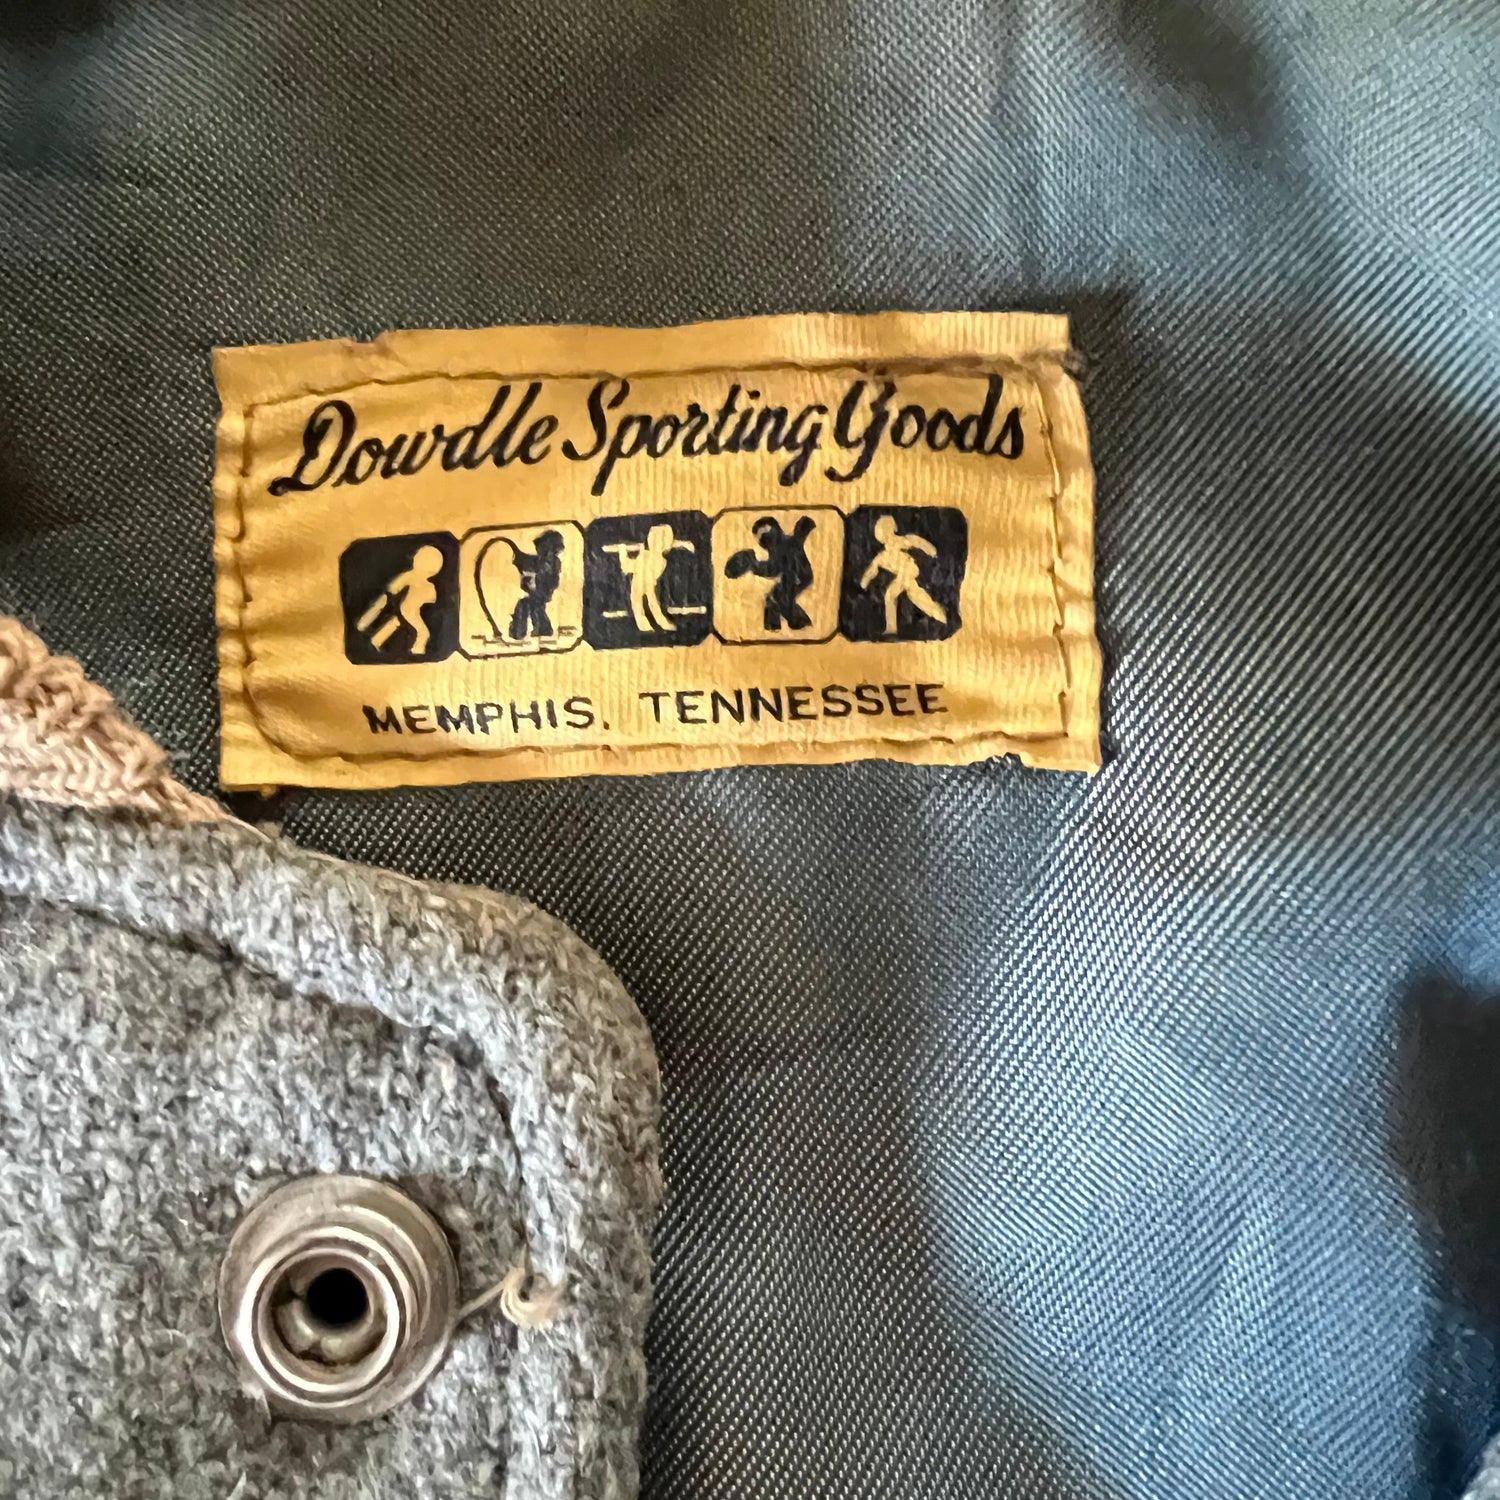 Dowdle Sporting Goods
MEMPHIS, TENNESSEE